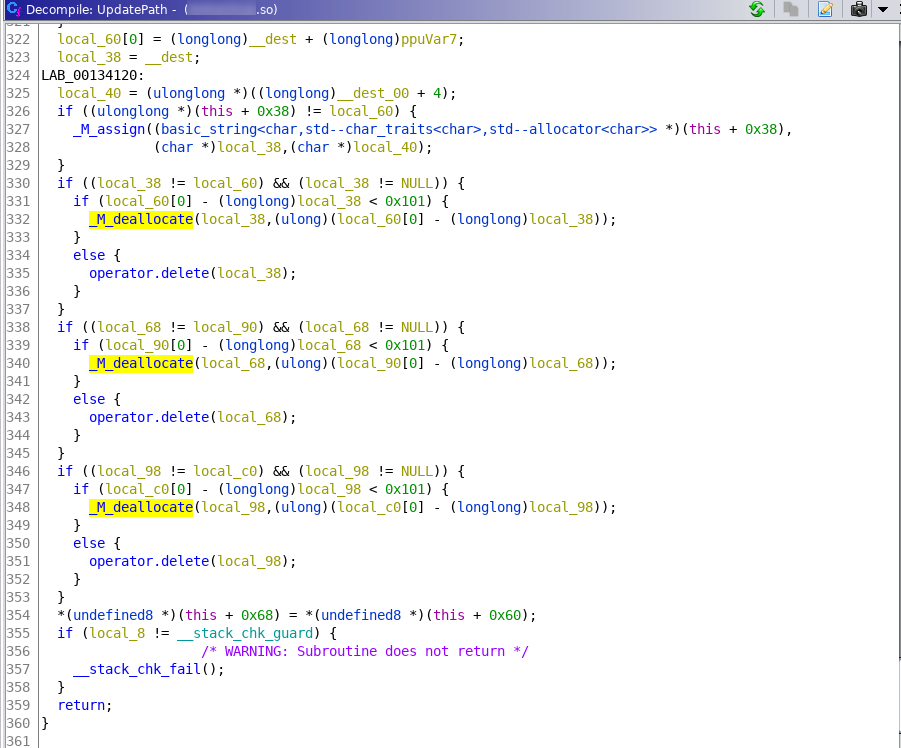 Decompile: UpdatePath - ( .so)
322 local_60[0] = (longlong)__dest + (longlong)ppuVar7;
323 local_38 = __dest;
324 LAB_00134120:
325 local_40 = (ulonglong *)((longlong)__dest_00 + 4);
326 if ((ulonglong *)(this + 0x38) != local_60) {
327 _M_assign((basic_string<char,std--char_traits<char>,std--allocator<char>> *)(this + 0x38),
328 (char *)local_38,(char *)local_40);
329 }
330 if ((local_38 != local_60) && (local_38 != NULL)) {
331 if (local_60[0] - (longlong)local_38 < 0x101) {
332 _M_deallocate(local_38,(ulong)(local_60[0] - (longlong)local_38));
333 }
334 else {
335 operator.delete(local_38);
336 }
337 }
338 if ((local_68 != local_90) && (local_68 != NULL)) {
339 if (local_90[0] - (longlong)local_68 < 0x101) {
340 _M_deallocate(local_68,(ulong)(local_90[0] - (longlong)local_68));
341 }
342 else {
343 operator.delete(local_68);
344 }
345 }
346 if ((local_98 != local_c0) && (local_98 != NULL)) {
347 if (local_c0[0] - (longlong)local_98 < 0x101) {
348 _M_deallocate(local_98,(ulong)(local_c0[0] - (longlong)local_98));
349 }
350 else {
351 operator.delete(local_98);
352 }
353 }
354 *(undefined8 *)(this + 0x68) = *(undefined8 *)(this + 0x60);
355 if (local_8 != __stack_chk_guard) {
356 /* WARNING: Subroutine does not return */
357 __stack_chk_fail();
358 }
359 return;
360 }
361